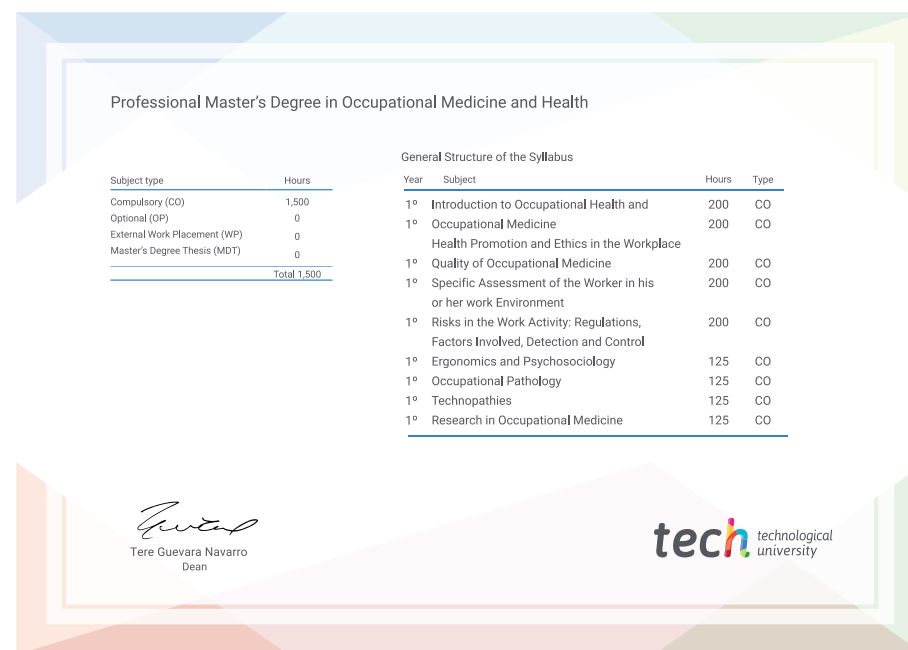 Professional Master's Degree in Occupational Medicine and Health
Subject type Hours
Compulsory (CO) 1,500
Optional (OP) 0
External Work Placement (WP) 0
Master's Degree Thesis (MDT) 0
Total 1,500
General Structure of the Syllabus
Year Subject Hours Type
1º Introduction to Occupational Health and 200 CO
1º Occupational Medicine 200 CO
Health Promotion and Ethics in the Workplace
1º Quality of Occupational Medicine 200 CO
1º Specific Assessment of the Worker in his 200 CO
or her work Environment
1º Risks in the Work Activity: Regulations, 200 CO
Factors Involved, Detection and Control
1º Ergonomics and Psychosociology 125 CO
1º Occupational Pathology 125 CO
1º Technopathies 125 CO
1º Research in Occupational Medicine 125 CO
Tere Guevara Navarro
Dean
tech technological
university